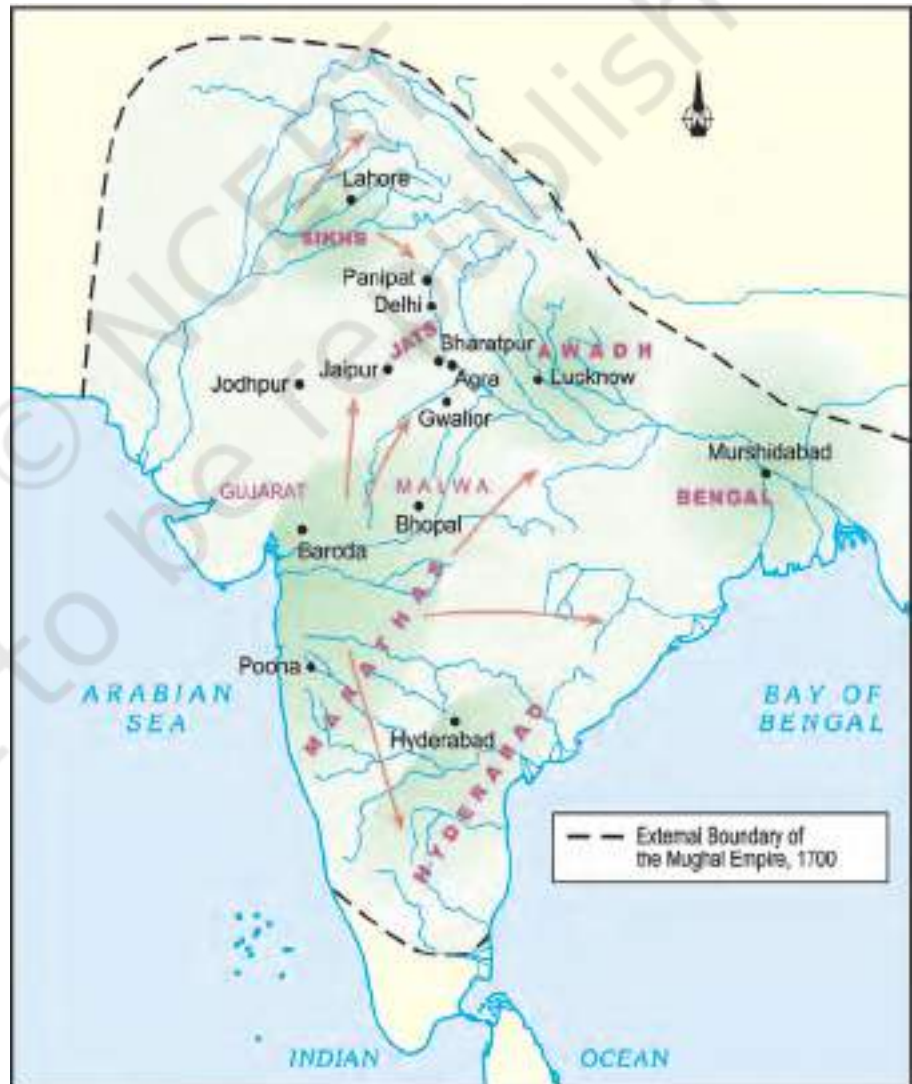 © NCERT
to be republish
Lahore
SIKHS
Panipat
Delhi
JATS
Bharatpur
AWADH
Jodhpur
Jaipur
Agra
Lucknow
Gwalior
Murshidabad
GUJARAT
MALWA
BENGAL
Bhopal
Baroda
MARATHAS
Poona
ARABIAN
SEA
BAY OF
BENGAL
Hyderabad
HYDERABAD
External Boundary of
the Mughal Empire, 1700
INDIAN
OCEAN